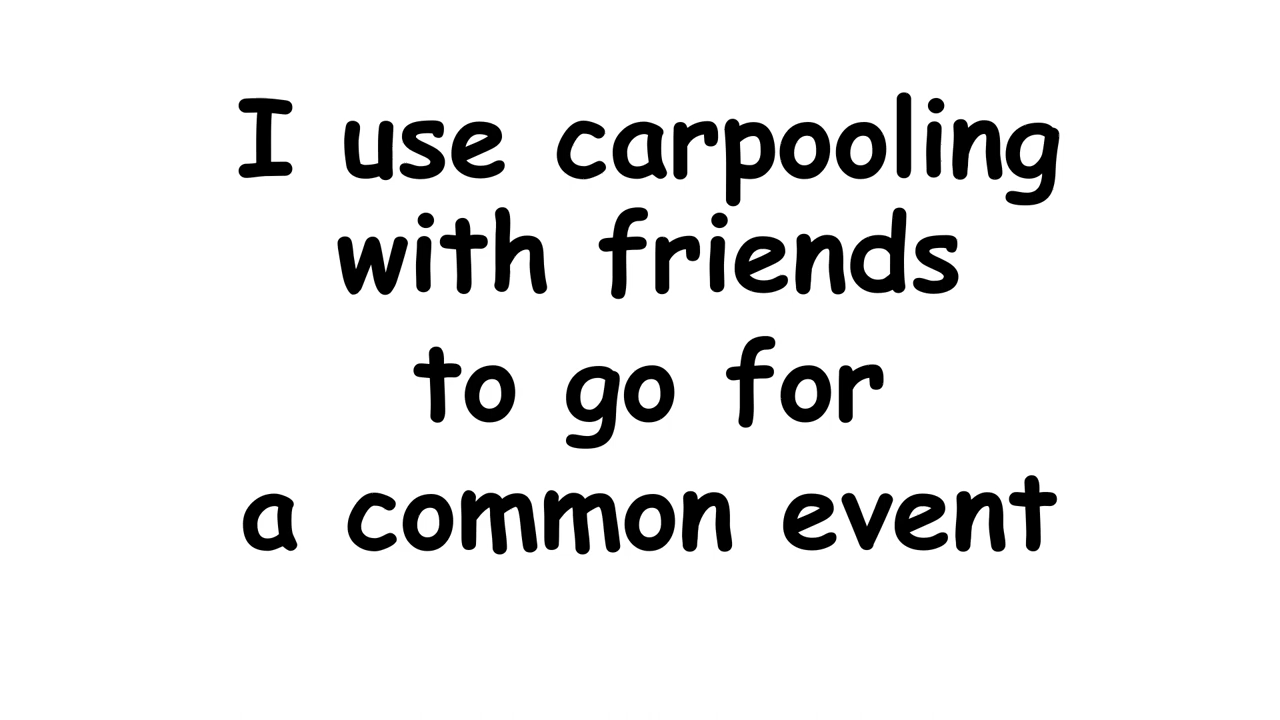 I use carpooling
with friends
to go for
a common event